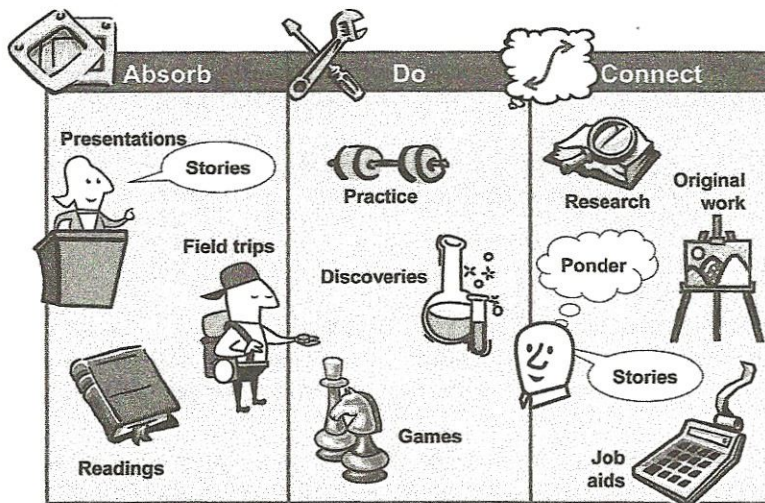 Absorb
Do
Connect
Presentations
Stories
Field trips
Readings
Practice
Discoveries
Games
Research
Original
work
Ponder
Stories
Job
aids